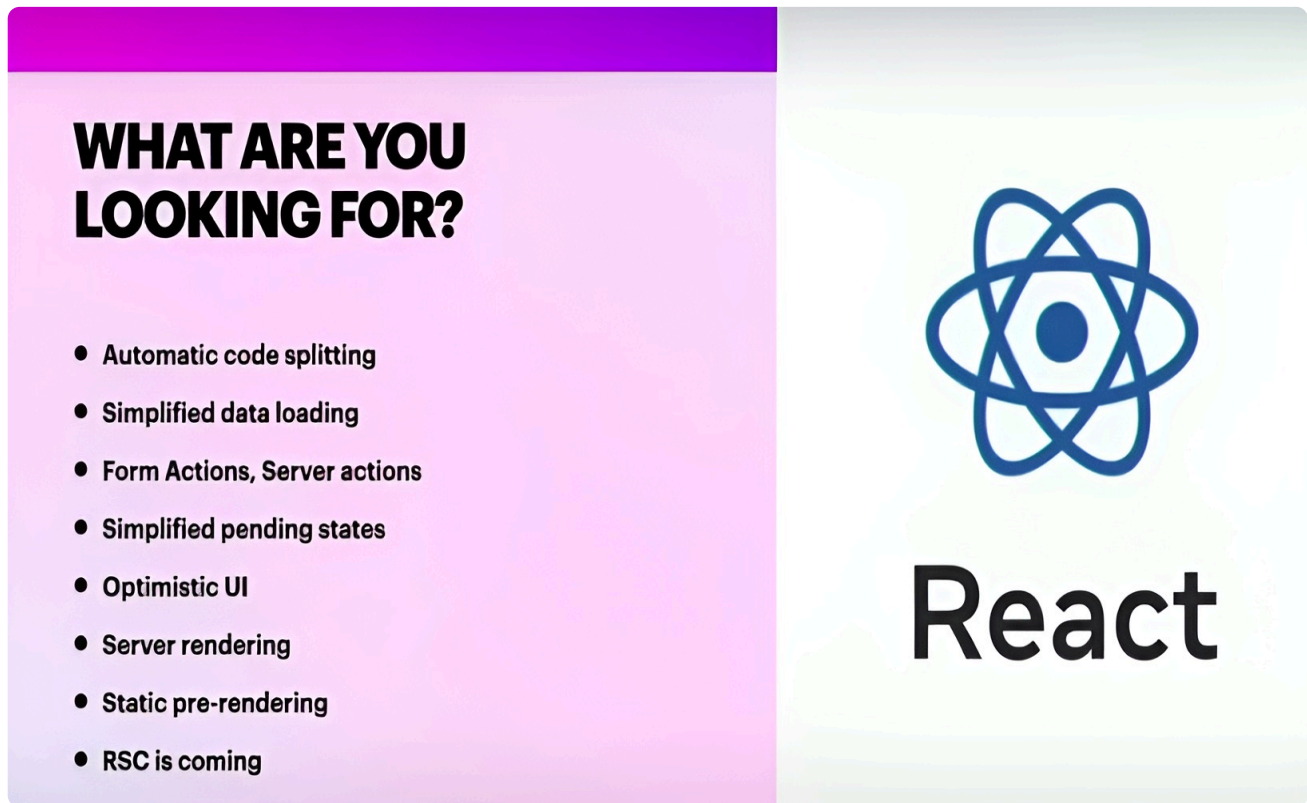 WHAT ARE YOU
LOOKING FOR?
Automatic code splitting
Simplified data loading
Form Actions, Server actions
Simplified pending states
Optimistic UI
Server rendering
Static pre-rendering
RSC is coming
React